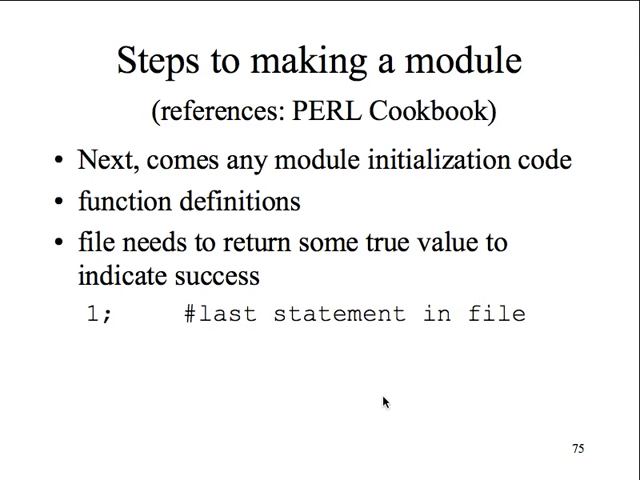 Steps to making a module
(references: PERL Cookbook)
• Next, comes any module initialization code
• function definitions
• file needs to return some true value to
indicate success
1; #last statement in file
75